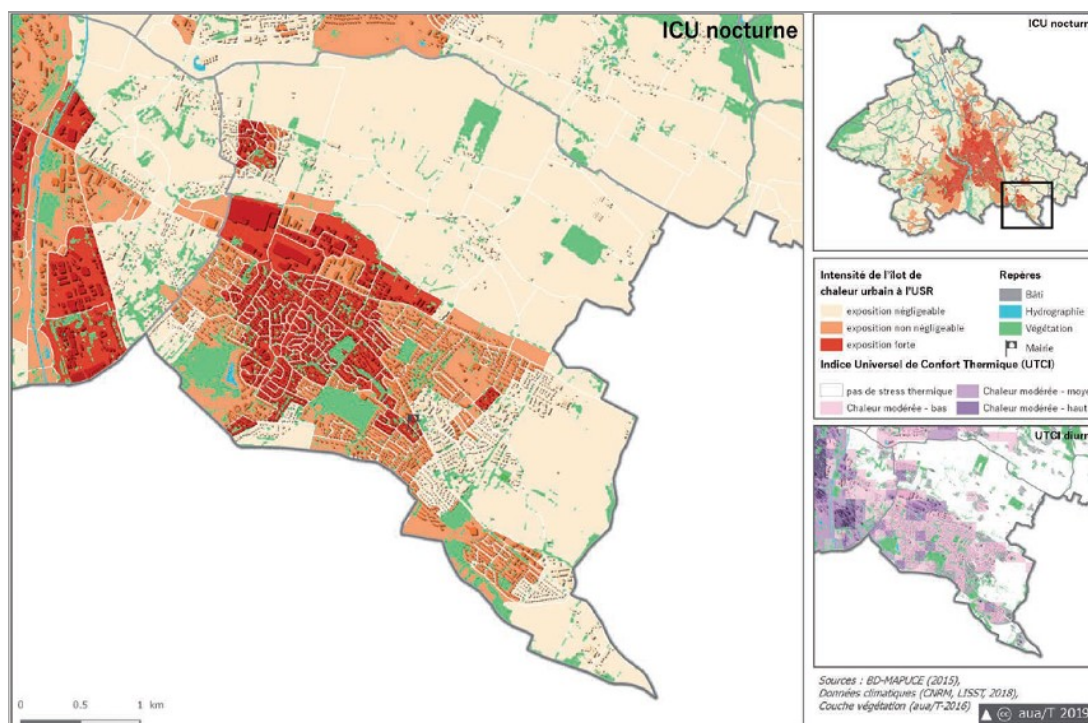 ICU nocturne
0 0.5 1 km
ICU nocturn
Intensité de l'îlot de
chaleur urbain à l'USR
exposition négligeable
exposition non négligeable
exposition forte
Repères
Bâti
Hydrographie
Végétation
Mairie
Indice Universel de Confort Thermique (UTCI)
pas de stress thermique
Chaleur modérée - bas
Chaleur modérée - moye
Chaleur modérée - haut
UTCI diurn
Sources : BD-MAPUCE (2015),
Données climatiques (CNRM, LISST, 2018),
Couche végétation (aua/T-2016)
cc aua/T 2019